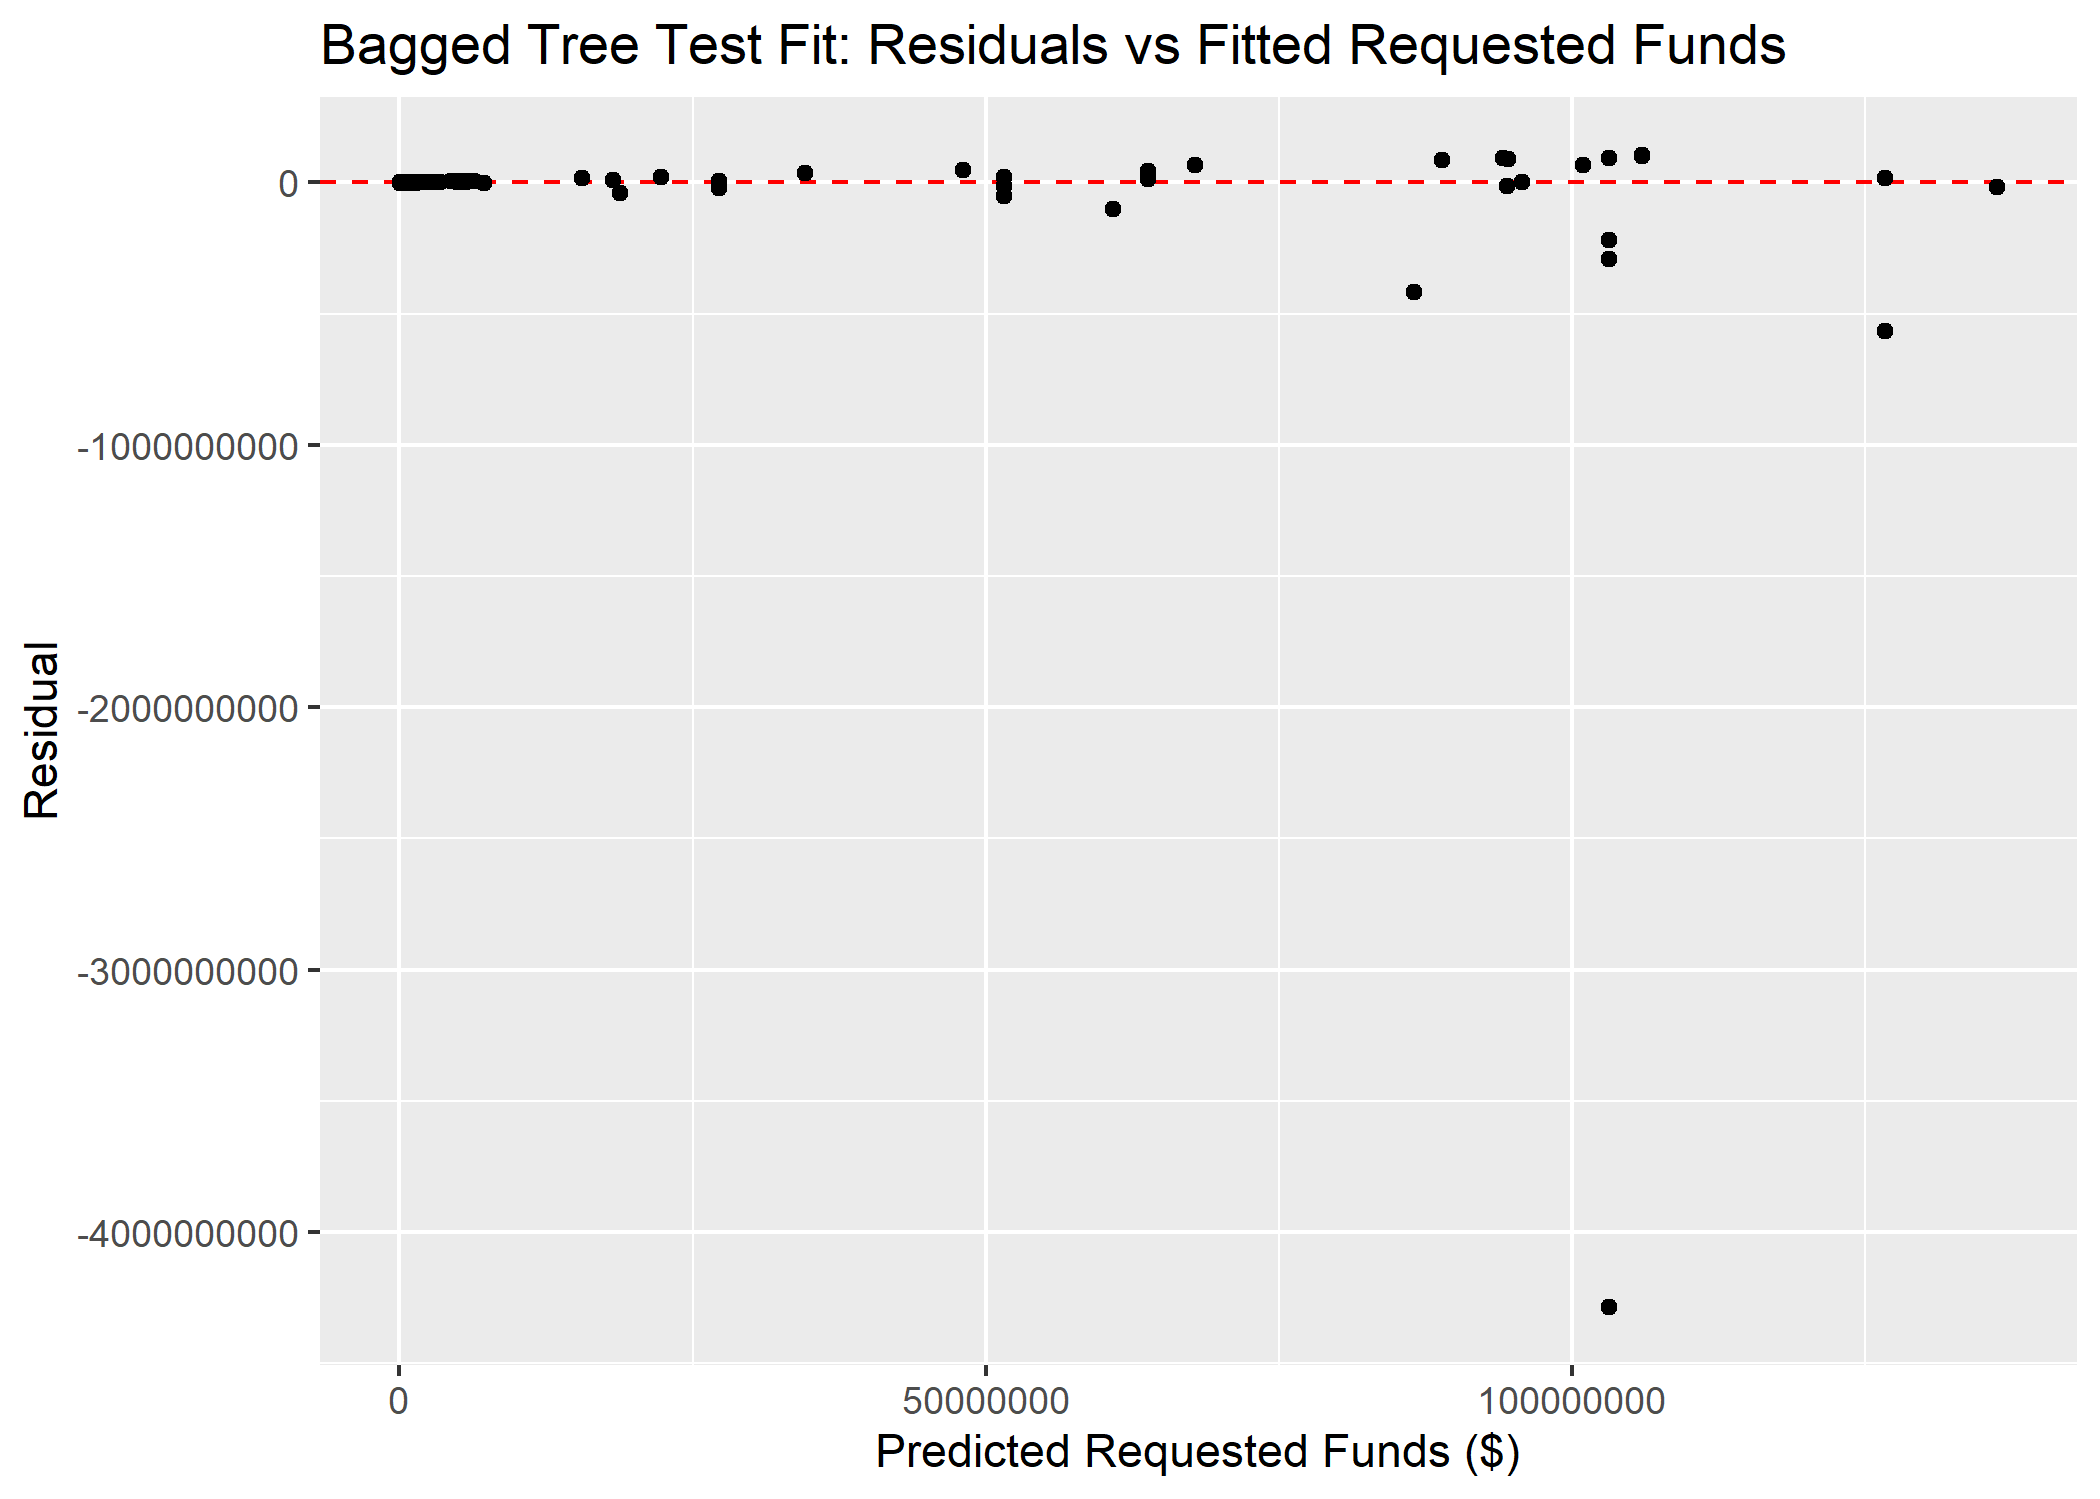 Bagged Tree Test Fit: Residuals vs Fitted Requested Funds
0
-1000000000
-2000000000
-3000000000
-4000000000
Residual
0
50000000
100000000
Predicted Requested Funds ($)